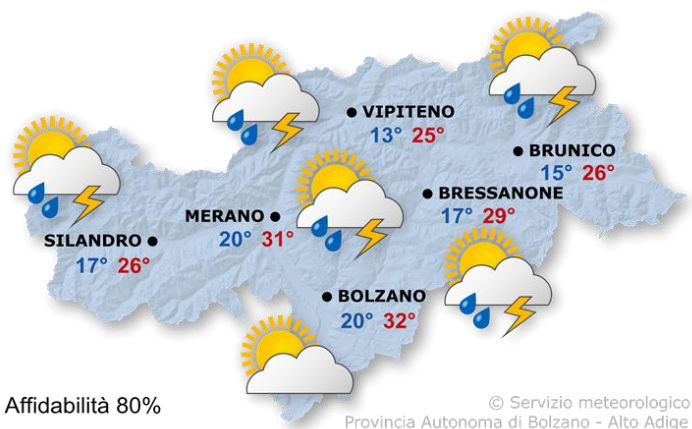 VIPITENO
13° 25°
BRUNICO
15° 26°
BRESSANONE
17° 29°
MERANO
20° 31°
SILANDRO
17° 26°
BOLZANO
20° 32°
Affidabilità 80%
© Servizio meteorologico
Provincia Autonoma di Bolzano - Alto Adige